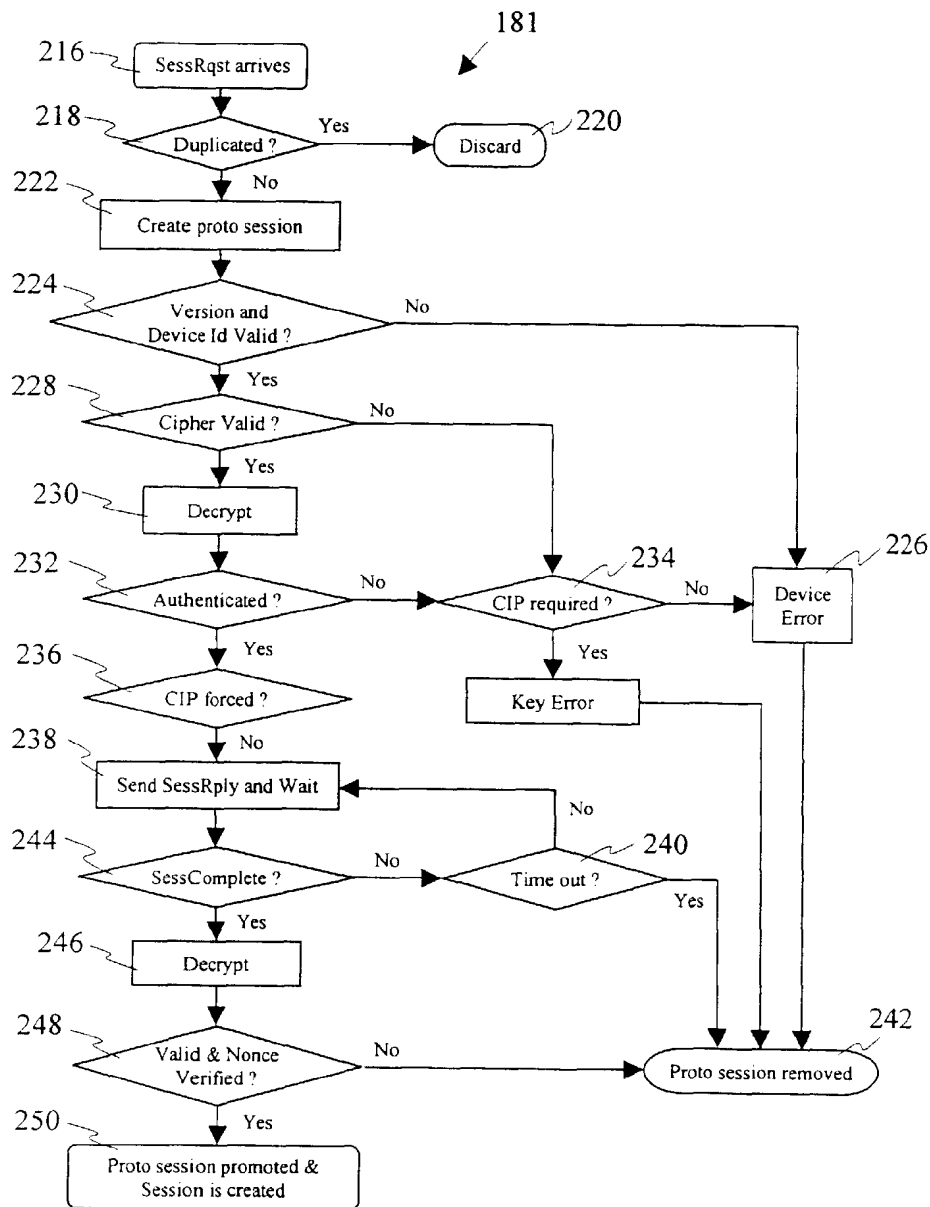 181
216
SessRqst arrives
218
Duplicated ?
Yes
220
Discard
No
222
Create proto session
224
Version and
Device Id Valid ?
No
Yes
228
Cipher Valid ?
No
Yes
230
Decrypt
232
Authenticated ?
No
234
CIP required ?
No
226
Device
Error
Yes
Yes
236
CIP forced ?
Key Error
No
238
Send SessRply and Wait
No
244
SessComplete ?
No
240
Time out ?
Yes
Yes
246
Decrypt
248
Valid & Nonce
Verified ?
No
242
Proto session removed
Yes
250
Proto session promoted &
Session is created